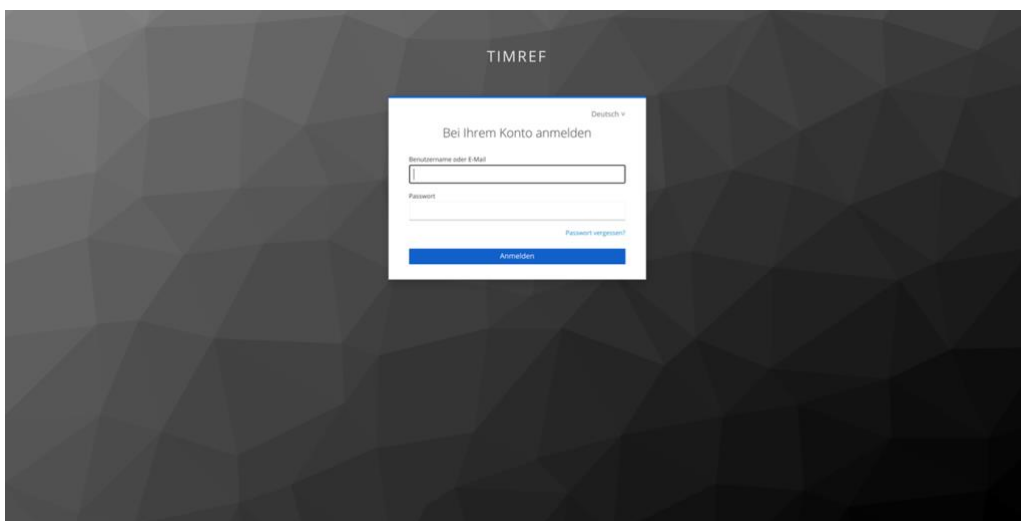 TIMREF
Deutsch
Bei Ihrem Konto anmelden
Benutzername oder E-Mail
Passwort
Passwort vergessen?
Anmelden